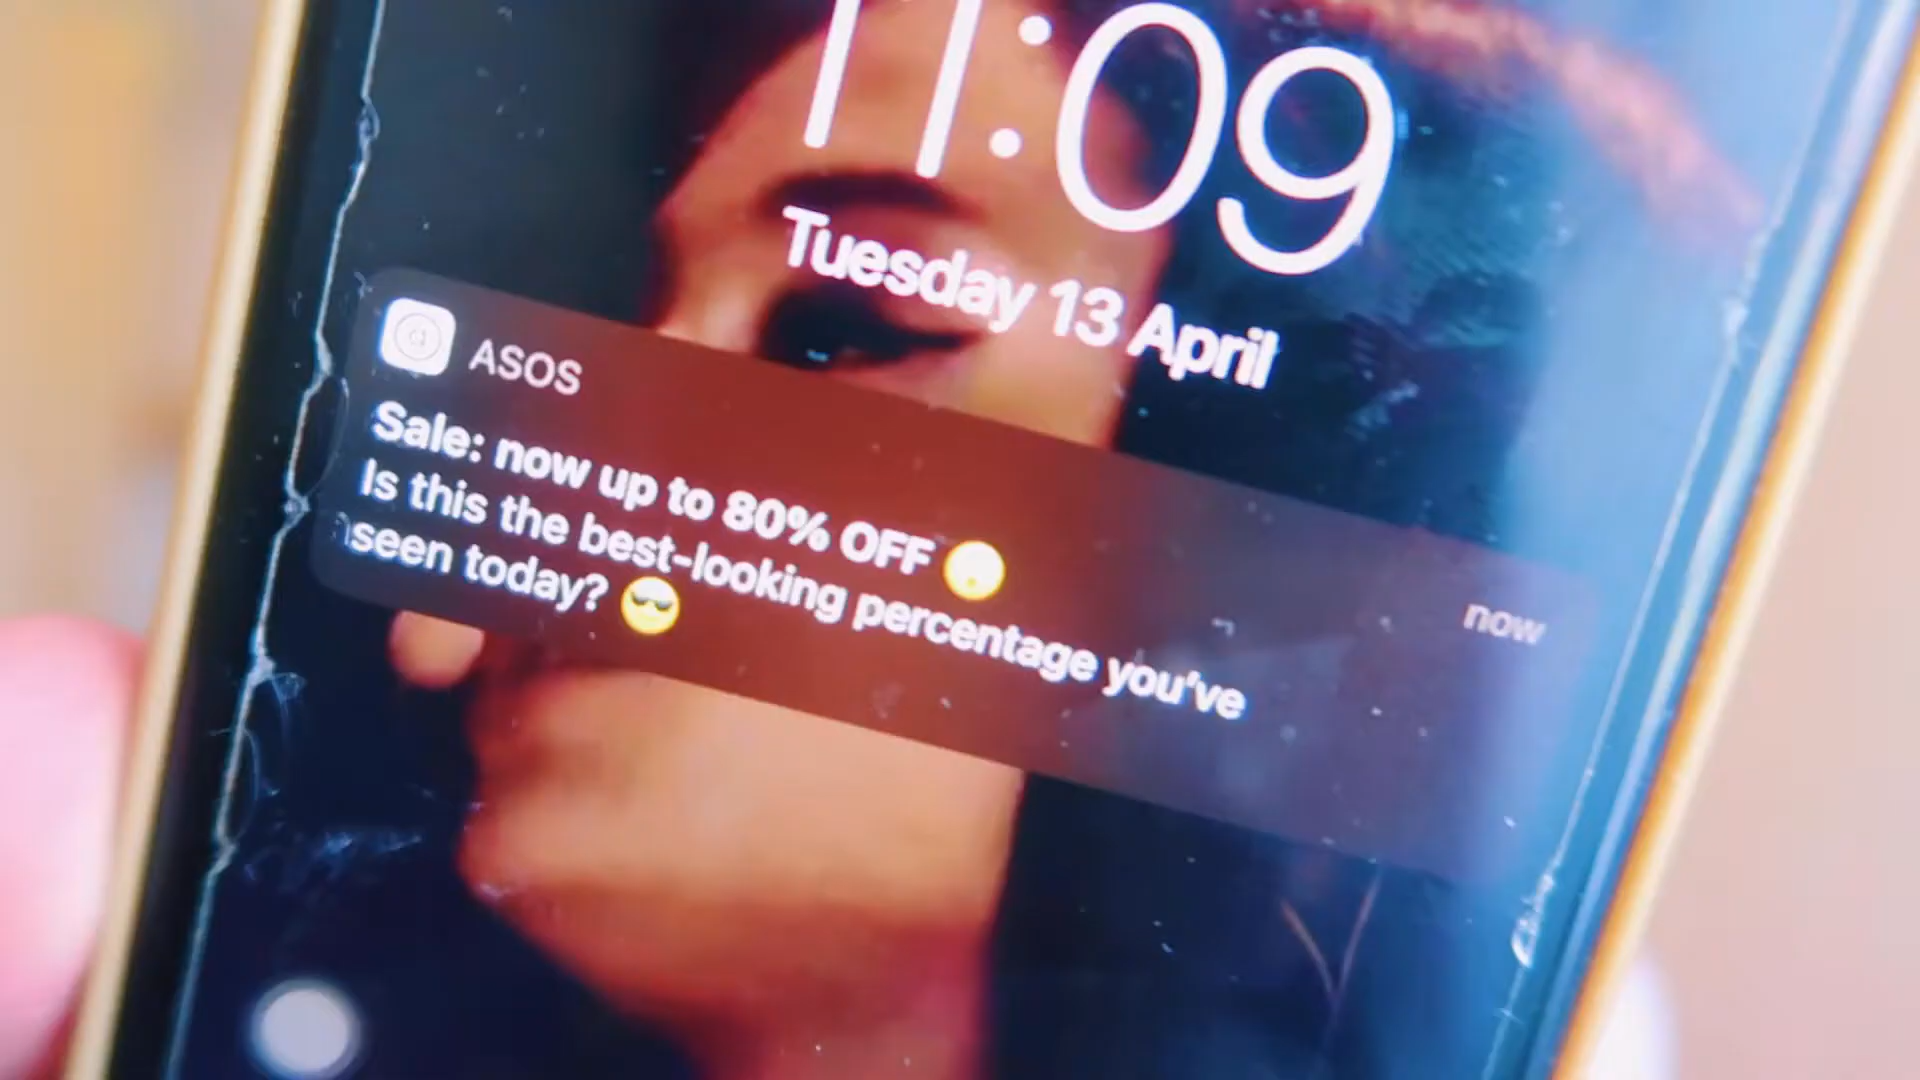 11:09
Tuesday 13 April
ASOS
now
Sale: now up to 80% OFF 😮
Is this the best-looking percentage you've
seen today? 😎